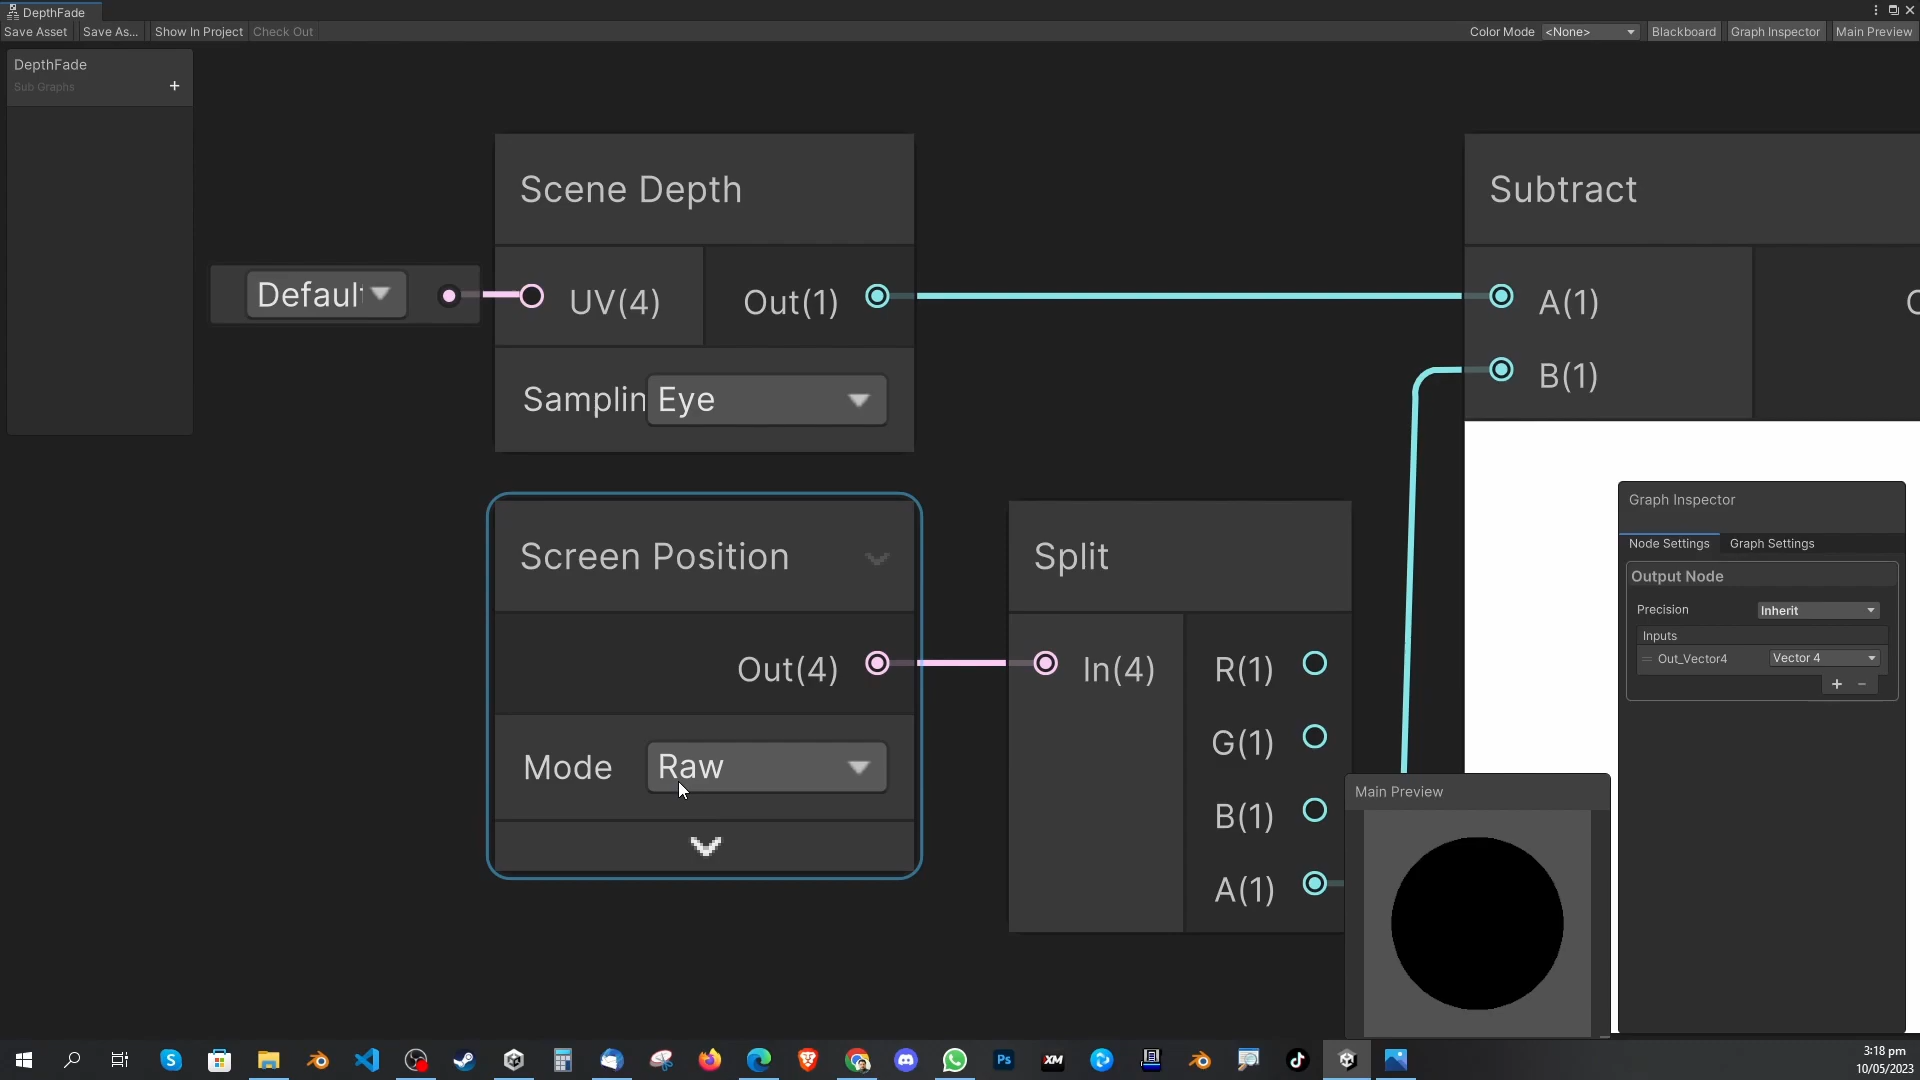 DepthFade
Save Asset Save As... Show In Project Check Out Color Mode <None> Blackboard Graph Inspector Main Preview
DepthFade
Sub Graphs
+
Scene Depth
Default
UV(4) Out(1)
Samplin Eye
Subtract
A(1)
B(1)
Screen Position
Out(4)
Mode Raw
Split
In(4) R(1)
G(1)
B(1)
A(1)
Graph Inspector
Node Settings Graph Settings
Output Node
Precision Inherit
Inputs
Out_Vector4 Vector 4
+ −
Main Preview
S Ps XM
3:18 pm
10/05/2023